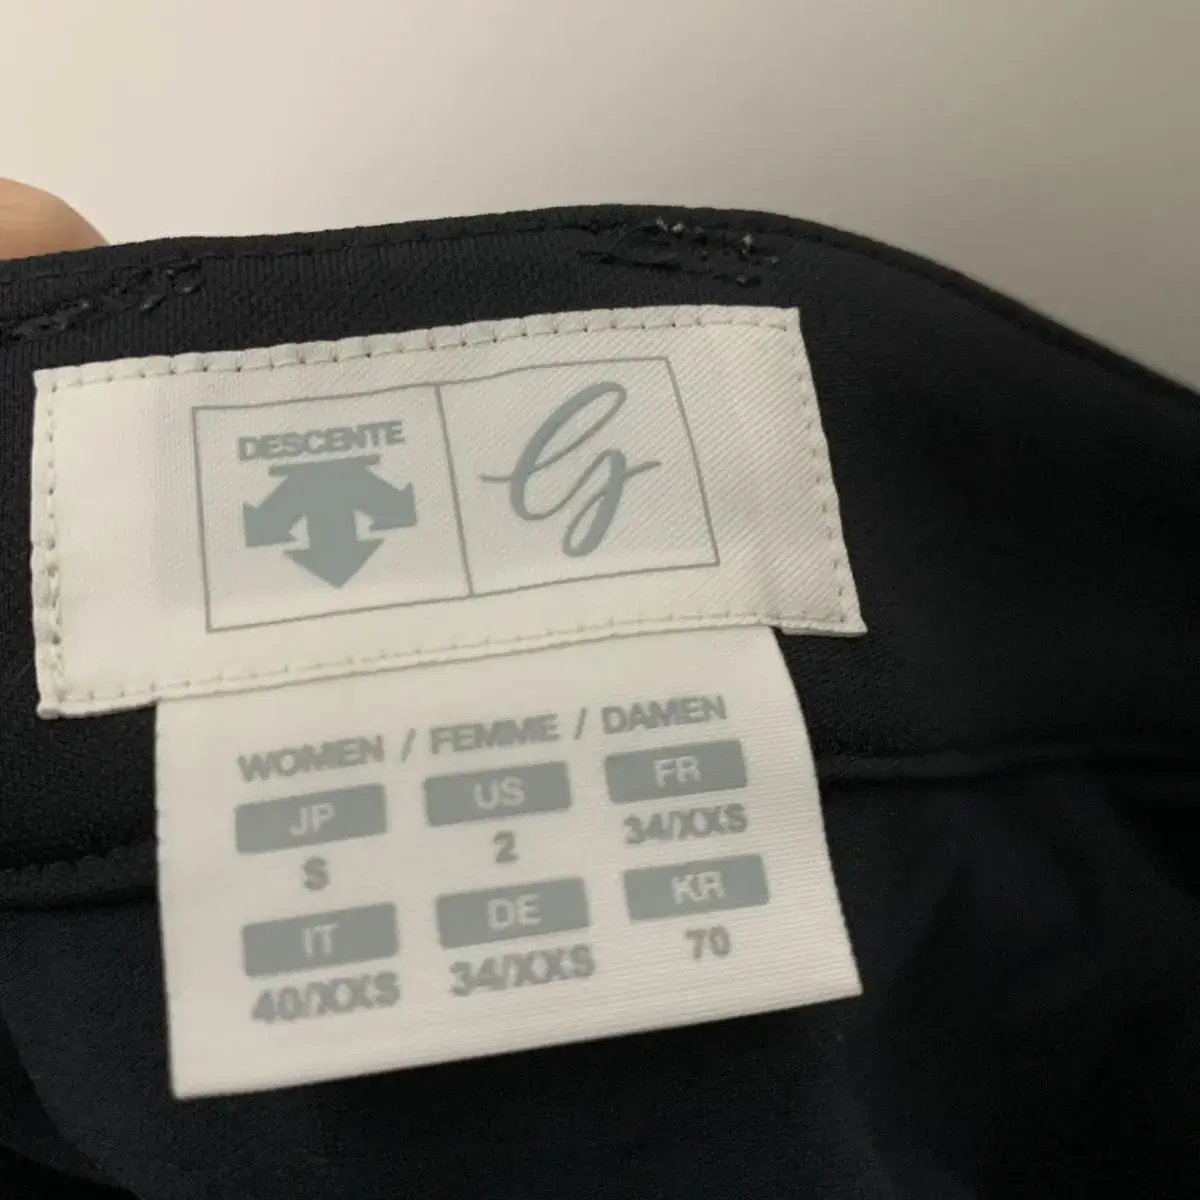 DESCENTE
G
WOMEN / FEMME / DAMEN
JP US FR
S 2 34/XXS
IT DE KR
40/XXS 34/XXS 70